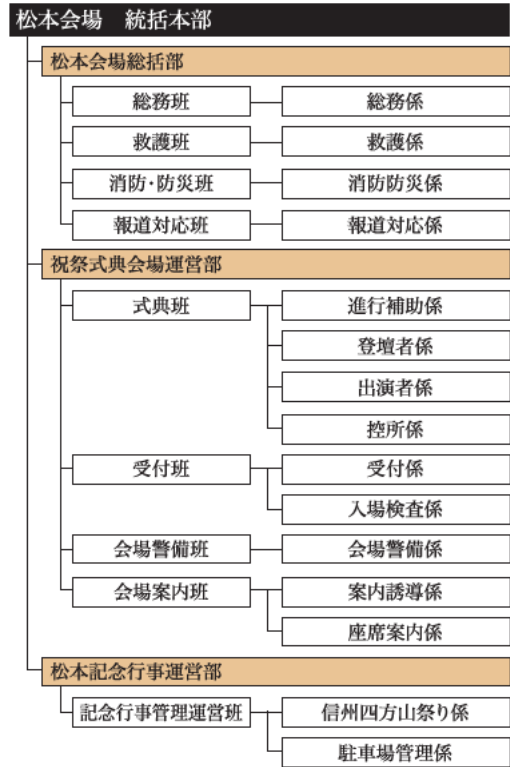 松本会場　統括本部
松本会場総括部
総務班 総務係
救護班 救護係
消防・防災班 消防防災係
報道対応班 報道対応係
祝祭式典会場運営部
式典班 進行補助係
登壇者係
出演者係
控所係
受付班 受付係
入場検査係
会場警備班 会場警備係
会場案内班 案内誘導係
座席案内係
松本記念行事運営部
記念行事管理運営班 信州四方山祭り係
駐車場管理係